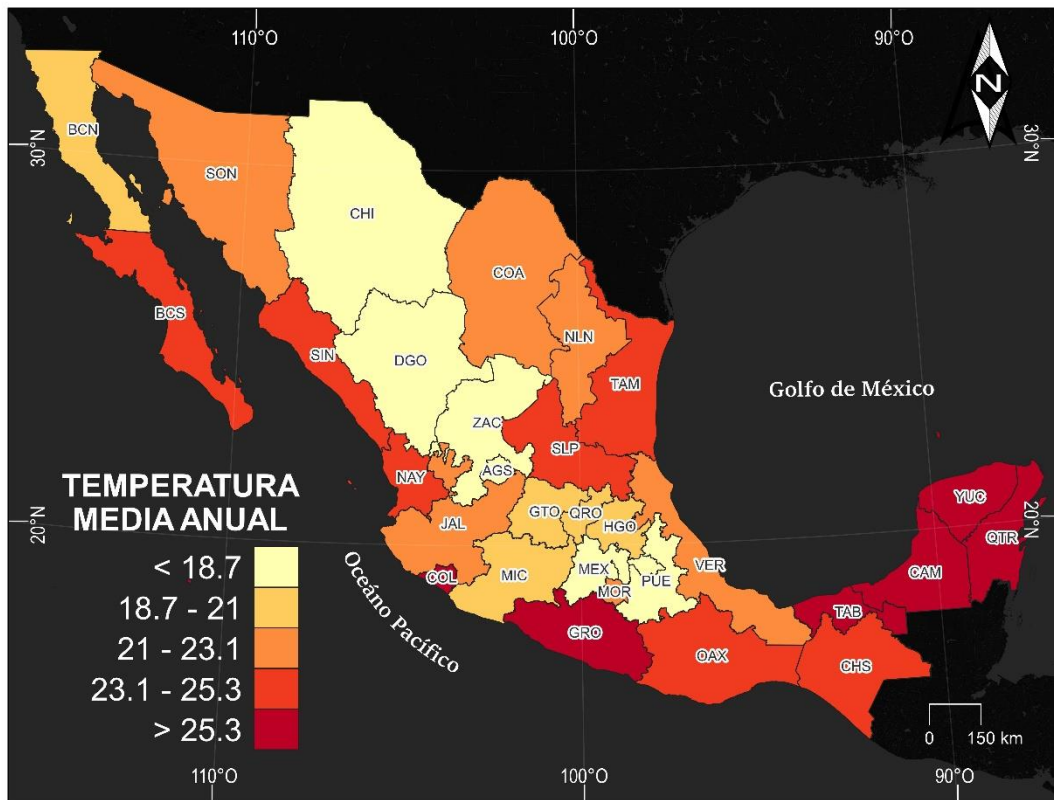 110°O
100°O
90°O
N
30°N
30°N
BCN
SON
CHI
COA
BCS
SIN
DGO
NLN
TAM
Golfo de México
ZAC
SLP
NAY
AGS
TEMPERATURA
MEDIA ANUAL
< 18.7
18.7 - 21
21 - 23.1
23.1 - 25.3
> 25.3
20°N
20°N
JAL
GTO
QRO
HGO
YUC
QTR
CAM
COL
MIC
MEX
MOR
PUE
VER
TAB
Oceáno Pacífico
GRO
OAX
CHS
0 150 km
110°O
100°O
90°O